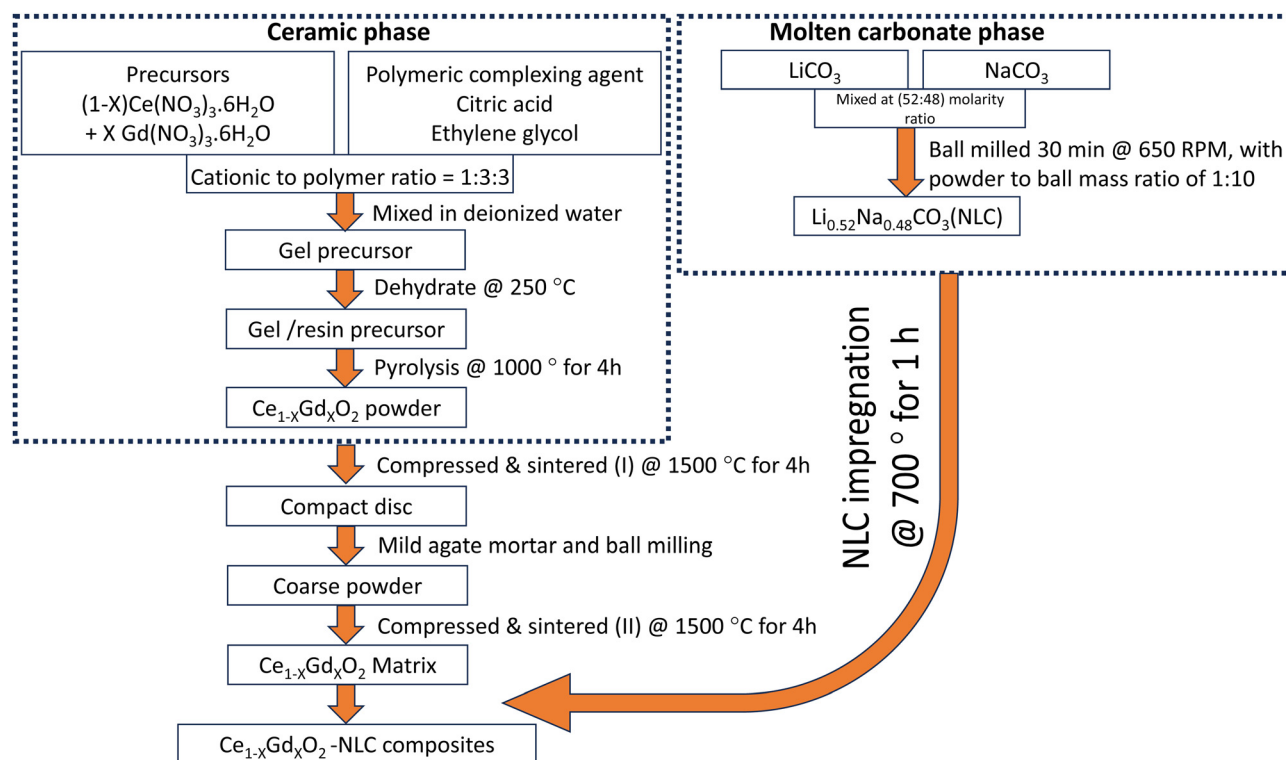 Ceramic phase
Precursors
(1-X)Ce(NO₃)₃.6H₂O
+ X Gd(NO₃)₃.6H₂O
Polymeric complexing agent
Citric acid
Ethylene glycol
Cationic to polymer ratio = 1:3:3
Mixed in deionized water
Gel precursor
Dehydrate @ 250 °C
Gel /resin precursor
Pyrolysis @ 1000 ° for 4h
Ce₁₋ₓGdₓO₂ powder
Compressed & sintered (I) @ 1500 °C for 4h
Compact disc
Mild agate mortar and ball milling
Coarse powder
Compressed & sintered (II) @ 1500 °C for 4h
Ce₁₋ₓGdₓO₂ Matrix
Ce₁₋ₓGdₓO₂ -NLC composites
Molten carbonate phase
LiCO₃
NaCO₃
Mixed at (52:48) molarity
ratio
Ball milled 30 min @ 650 RPM, with
powder to ball mass ratio of 1:10
Li₀.₅₂Na₀.₄₈CO₃(NLC)
NLC impregnation
@ 700 ° for 1 h